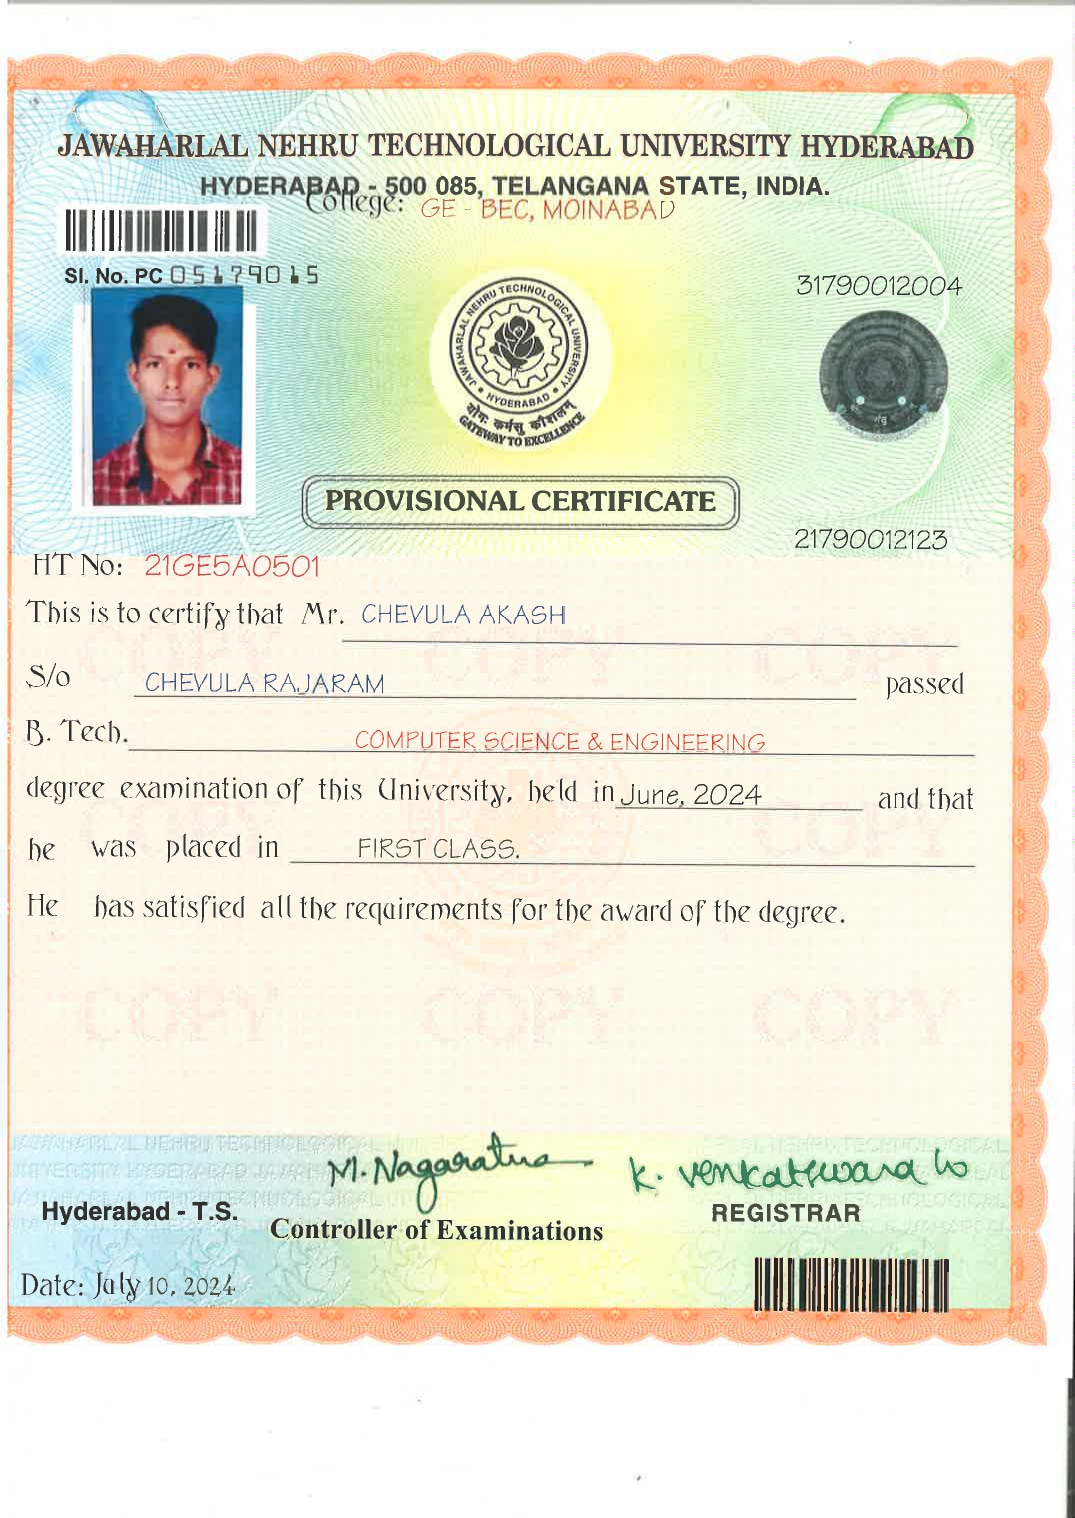 JAWAHARLAL NEHRU TECHNOLOGICAL UNIVERSITY HYDERABAD
HYDERABAD - 500 085, TELANGANA STATE, INDIA.
College: GE - BEC, MOINABAD
Sl. No. PC 05179015
31790012004
JAWAHARLAL NEHRU TECHNOLOGICAL UNIVERSITY
• HYDERABAD •
योगः कर्मसु कौशलम्
GATEWAY TO EXCELLENCE
PROVISIONAL CERTIFICATE
21790012123
HT No: 21GE5A0501
This is to certify that Mr. CHEVULA AKASH
S/o CHEVULA RAJARAM passed
B. Tech. COMPUTER SCIENCE & ENGINEERING
degree examination of this University, held in June, 2024 and that
he was placed in FIRST CLASS.
He has satisfied all the requirements for the award of the degree.
COPY COPY COPY
COPY COPY
COPY COPY COPY
M. Nagaratna
K. Venkateswara Rao
Hyderabad - T.S.
Controller of Examinations
REGISTRAR
Date: July 10, 2024